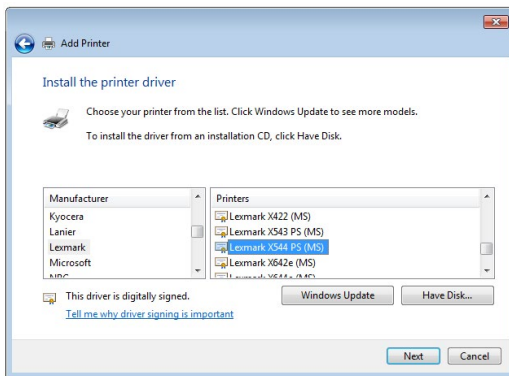 Add Printer
Install the printer driver
Choose your printer from the list. Click Windows Update to see more models.
To install the driver from an installation CD, click Have Disk.
Manufacturer
Kyocera
Lanier
Lexmark
Microsoft
Printers
Lexmark X422 (MS)
Lexmark X543 PS (MS)
Lexmark X544 PS (MS)
Lexmark X642e (MS)
This driver is digitally signed.
Tell me why driver signing is important
Windows Update
Have Disk...
Next
Cancel